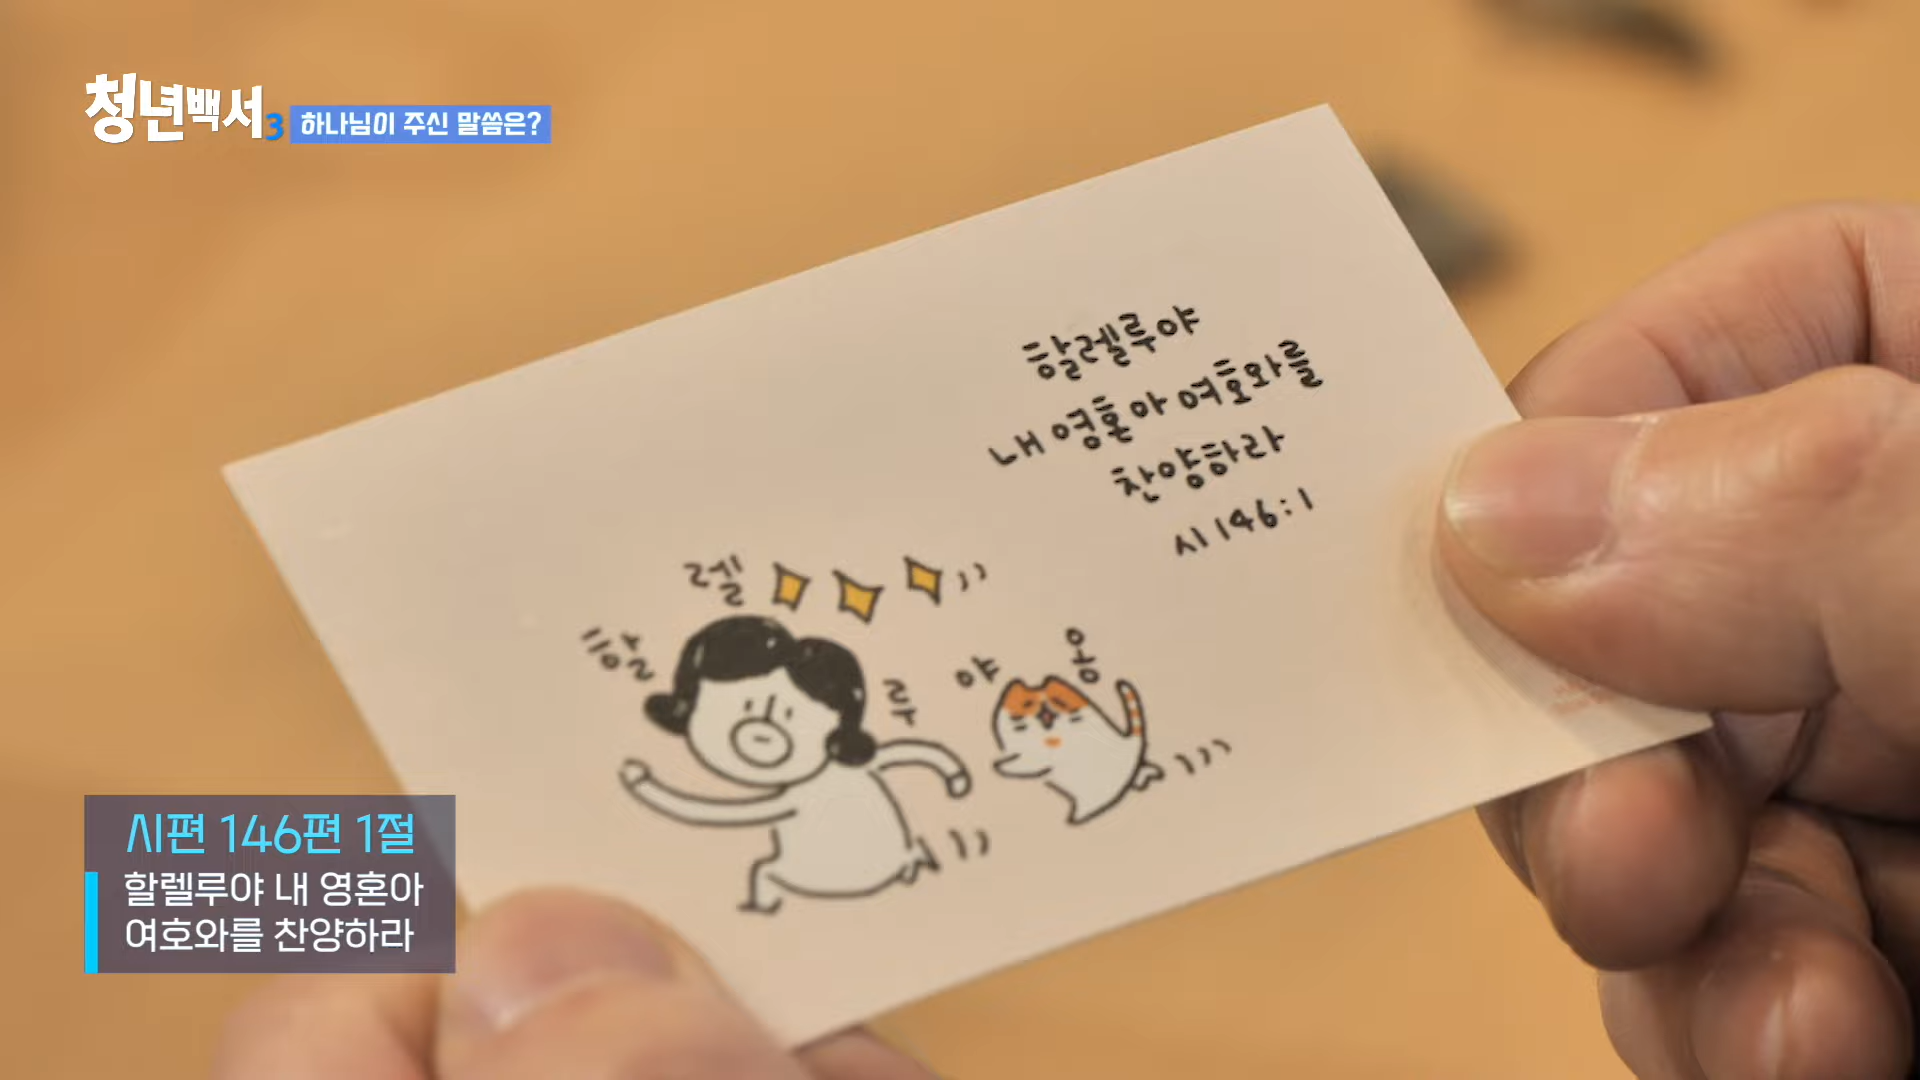 청년백서3 하나님이 주신 말씀은?
할렐루야
내 영혼아 여호와를
찬양하라
시 146:1
할 렐 루 야 옹
시편 146편 1절
할렐루야 내 영혼아
여호와를 찬양하라